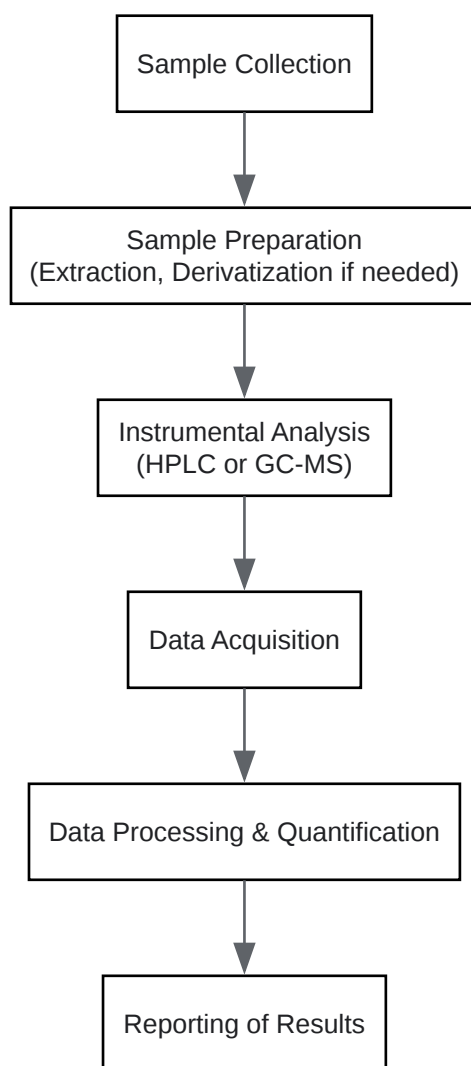 Sample Collection
Sample Preparation
(Extraction, Derivatization if needed)
Instrumental Analysis
(HPLC or GC-MS)
Data Acquisition
Data Processing & Quantification
Reporting of Results